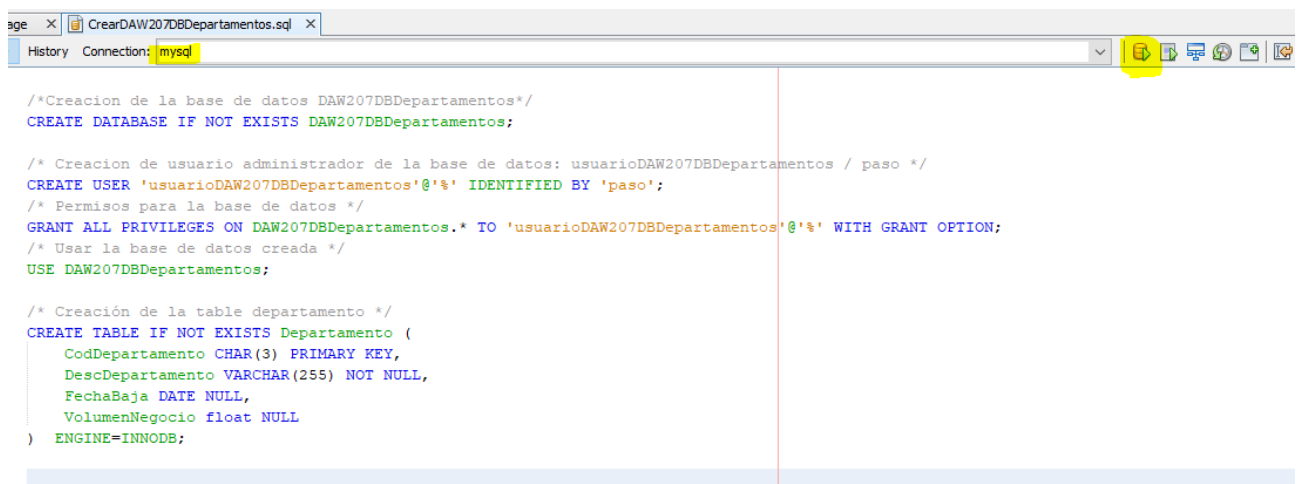 age CrearDAW207DBDepartamentos.sql
History Connection: mysql
/*Creacion de la base de datos DAW207DBDepartamentos*/
CREATE DATABASE IF NOT EXISTS DAW207DBDepartamentos;
/* Creacion de usuario administrador de la base de datos: usuarioDAW207DBDepartamentos / paso */
CREATE USER 'usuarioDAW207DBDepartamentos'@'%' IDENTIFIED BY 'paso';
/* Permisos para la base de datos */
GRANT ALL PRIVILEGES ON DAW207DBDepartamentos.* TO 'usuarioDAW207DBDepartamentos'@'%' WITH GRANT OPTION;
/* Usar la base de datos creada */
USE DAW207DBDepartamentos;
/* Creación de la table departamento */
CREATE TABLE IF NOT EXISTS Departamento (
CodDepartamento CHAR(3) PRIMARY KEY,
DescDepartamento VARCHAR(255) NOT NULL,
FechaBaja DATE NULL,
VolumenNegocio float NULL
) ENGINE=INNODB;